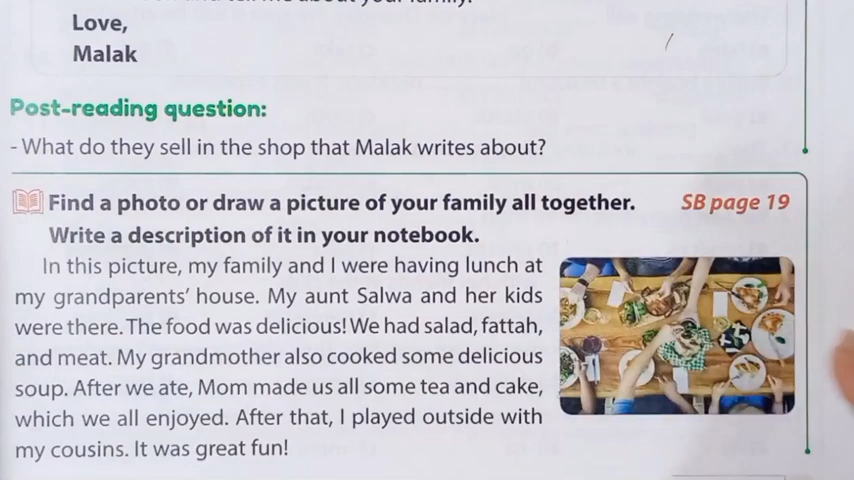 Love,
Malak
Post-reading question:
- What do they sell in the shop that Malak writes about?
Find a photo or draw a picture of your family all together. SB page 19
Write a description of it in your notebook.
In this picture, my family and I were having lunch at
my grandparents' house. My aunt Salwa and her kids
were there. The food was delicious! We had salad, fattah,
and meat. My grandmother also cooked some delicious
soup. After we ate, Mom made us all some tea and cake,
which we all enjoyed. After that, I played outside with
my cousins. It was great fun!